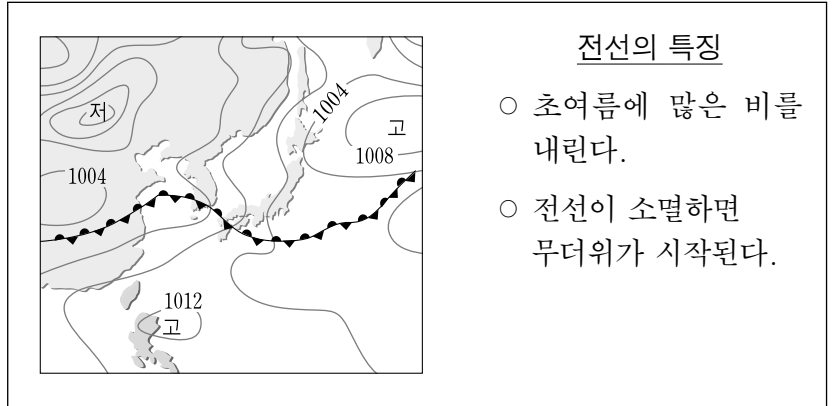 전선의 특징
○ 초여름에 많은 비를
내린다.
○ 전선이 소멸하면
무더위가 시작된다.
저
1004
고
1008
1004
1012
고